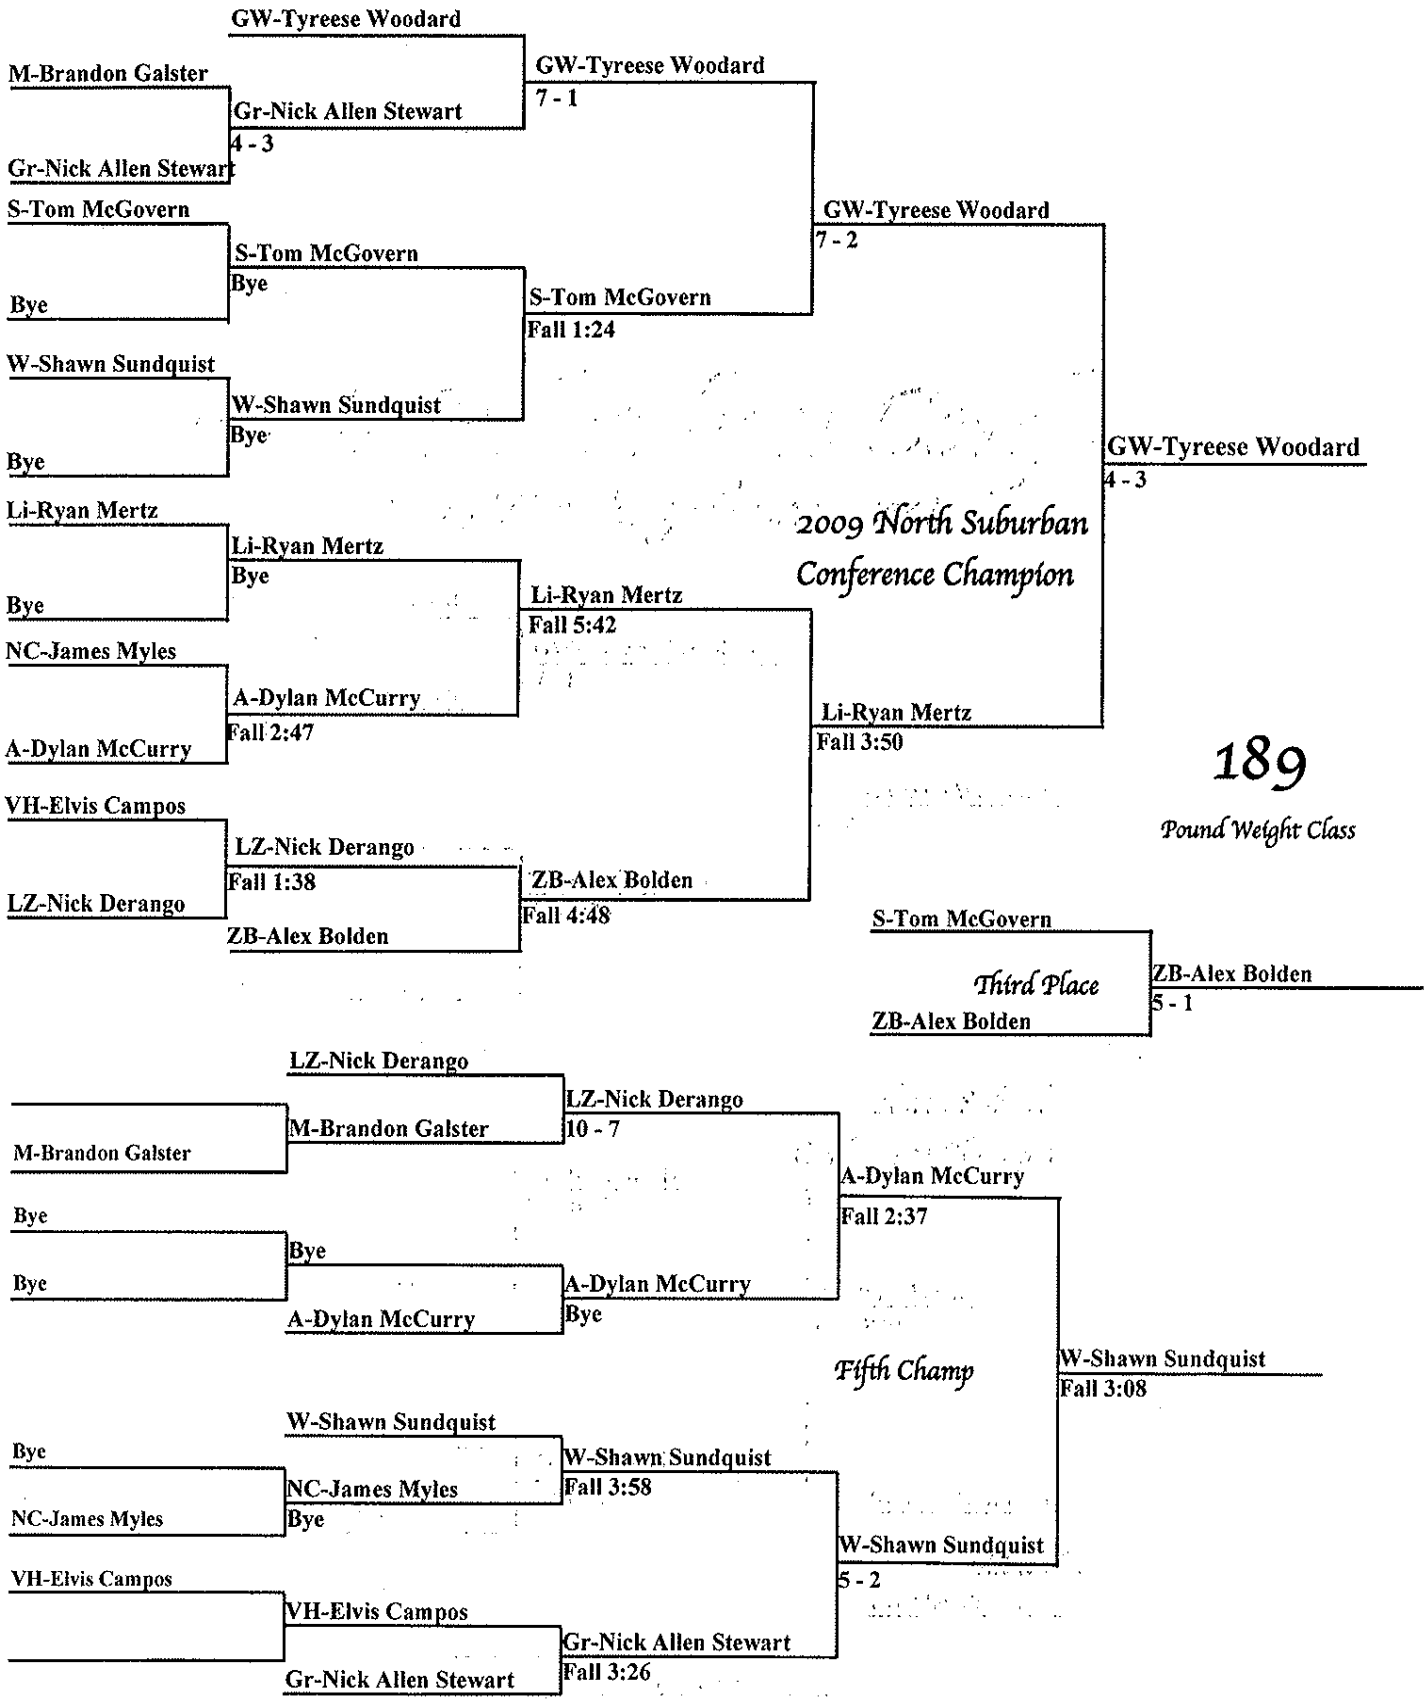 GW-Tyreese Woodard
M-Brandon Galster
GW-Tyreese Woodard
7 - 1
Gr-Nick Allen Stewart
4 - 3
Gr-Nick Allen Stewart
S-Tom McGovern
GW-Tyreese Woodard
7 - 2
S-Tom McGovern
Bye
Bye
S-Tom McGovern
Fall 1:24
W-Shawn Sundquist
W-Shawn Sundquist
Bye
Bye
GW-Tyreese Woodard
4 - 3
Li-Ryan Mertz
2009 North Suburban
Conference Champion
Li-Ryan Mertz
Bye
Bye
Li-Ryan Mertz
Fall 5:42
NC-James Myles
A-Dylan McCurry
Fall 2:47
A-Dylan McCurry
Li-Ryan Mertz
Fall 3:50
189
Pound Weight Class
VH-Elvis Campos
LZ-Nick Derango
Fall 1:38
LZ-Nick Derango
ZB-Alex Bolden
Fall 4:48
ZB-Alex Bolden
S-Tom McGovern
Third Place
ZB-Alex Bolden
5 - 1
ZB-Alex Bolden
LZ-Nick Derango
LZ-Nick Derango
10 - 7
M-Brandon Galster
M-Brandon Galster
A-Dylan McCurry
Fall 2:37
Bye
Bye
Bye
A-Dylan McCurry
Bye
A-Dylan McCurry
Fifth Champ
W-Shawn Sundquist
Fall 3:08
W-Shawn Sundquist
Bye
W-Shawn Sundquist
Fall 3:58
NC-James Myles
Bye
NC-James Myles
W-Shawn Sundquist
5 - 2
VH-Elvis Campos
VH-Elvis Campos
Gr-Nick Allen Stewart
Fall 3:26
Gr-Nick Allen Stewart